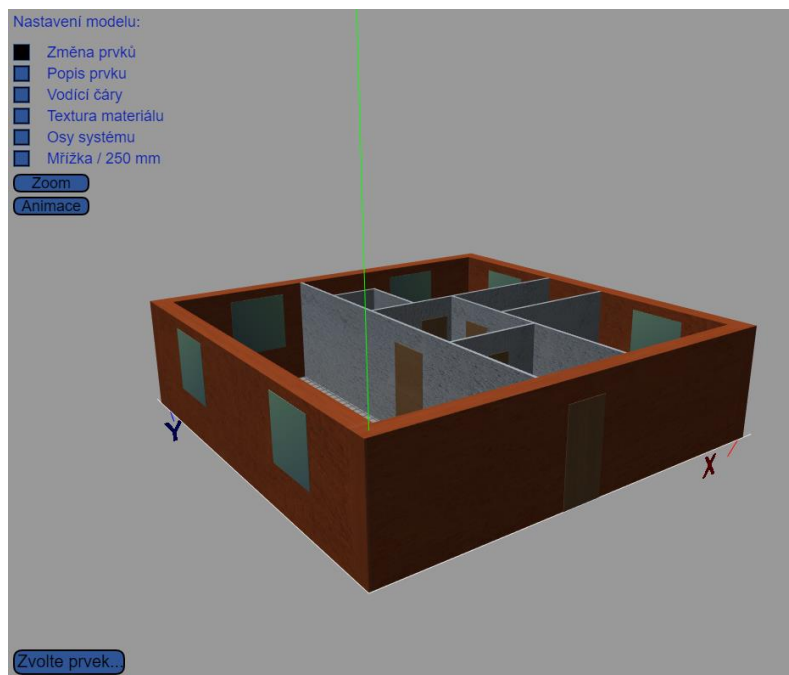 Nastavení modelu:
Změna prvků
Popis prvku
Vodící čáry
Textura materiálu
Osy systému
Mřížka / 250 mm
Zoom
Animace
Y
X
Zvolte prvek...